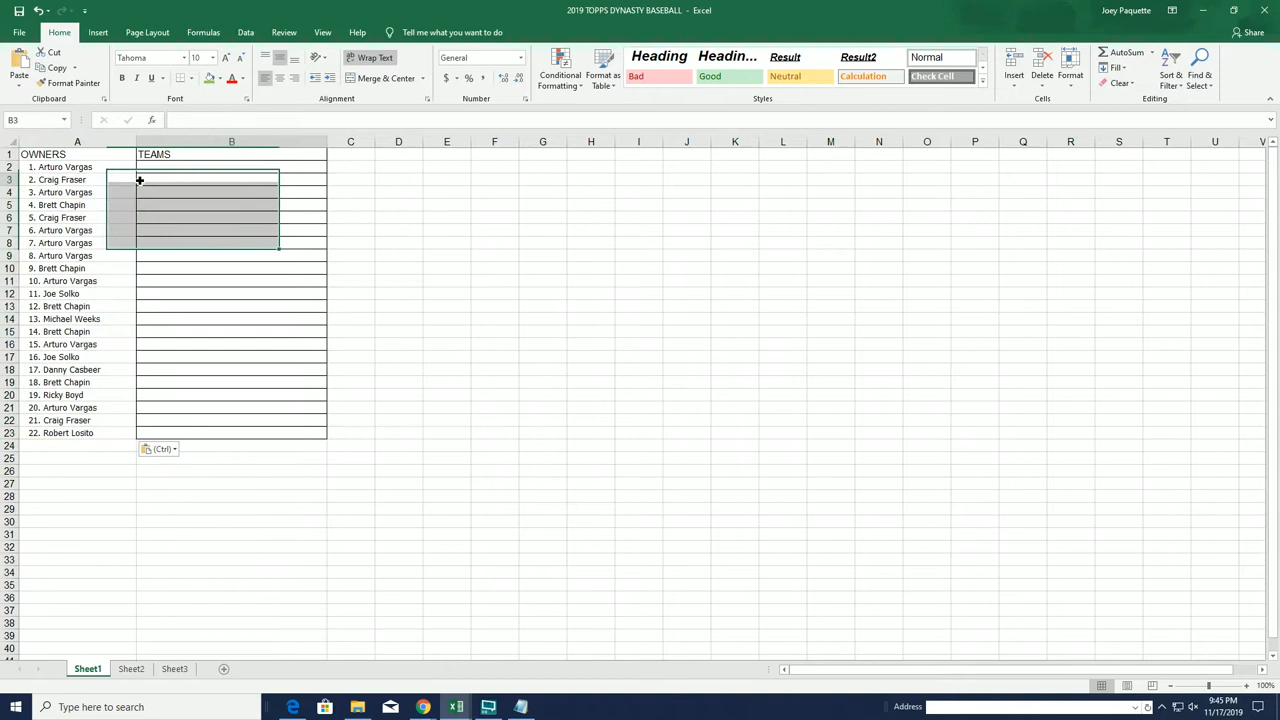 2019 TOPPS DYNASTY BASEBALL - Excel
Joey Paquette
File Home Insert Page Layout Formulas Data Review View Help Tell me what you want to do
Share
Paste
Cut
Copy
Format Painter
Clipboard
Tahoma 10
B I U
Font
Wrap Text
Merge & Center
Alignment
General
$ % ,
Number
Conditional Formatting
Format as Table
Heading Headin... Result Result2 Normal
Bad Good Neutral Calculation Check Cell
Styles
Insert Delete Format
Cells
AutoSum
Fill
Clear
Sort & Filter
Find & Select
Editing
B3
fx
A B C D E F G H I J K L M N O P Q R S T U V
1 OWNERS TEAMS
2 1. Arturo Vargas
3 2. Craig Fraser
4 3. Arturo Vargas
5 4. Brett Chapin
6 5. Craig Fraser
7 6. Arturo Vargas
8 7. Arturo Vargas
9 8. Arturo Vargas
10 9. Brett Chapin
11 10. Arturo Vargas
12 11. Joe Solko
13 12. Brett Chapin
14 13. Michael Weeks
15 14. Brett Chapin
16 15. Arturo Vargas
17 16. Joe Solko
18 17. Danny Casbeer
19 18. Brett Chapin
20 19. Ricky Boyd
21 20. Arturo Vargas
22 21. Craig Fraser
23 22. Robert Losito
24 (Ctrl)
25
26
27
28
29
30
31
32
33
34
35
36
37
38
39
40
Sheet1 Sheet2 Sheet3
100%
Type here to search
Address
9:45 PM
11/17/2019